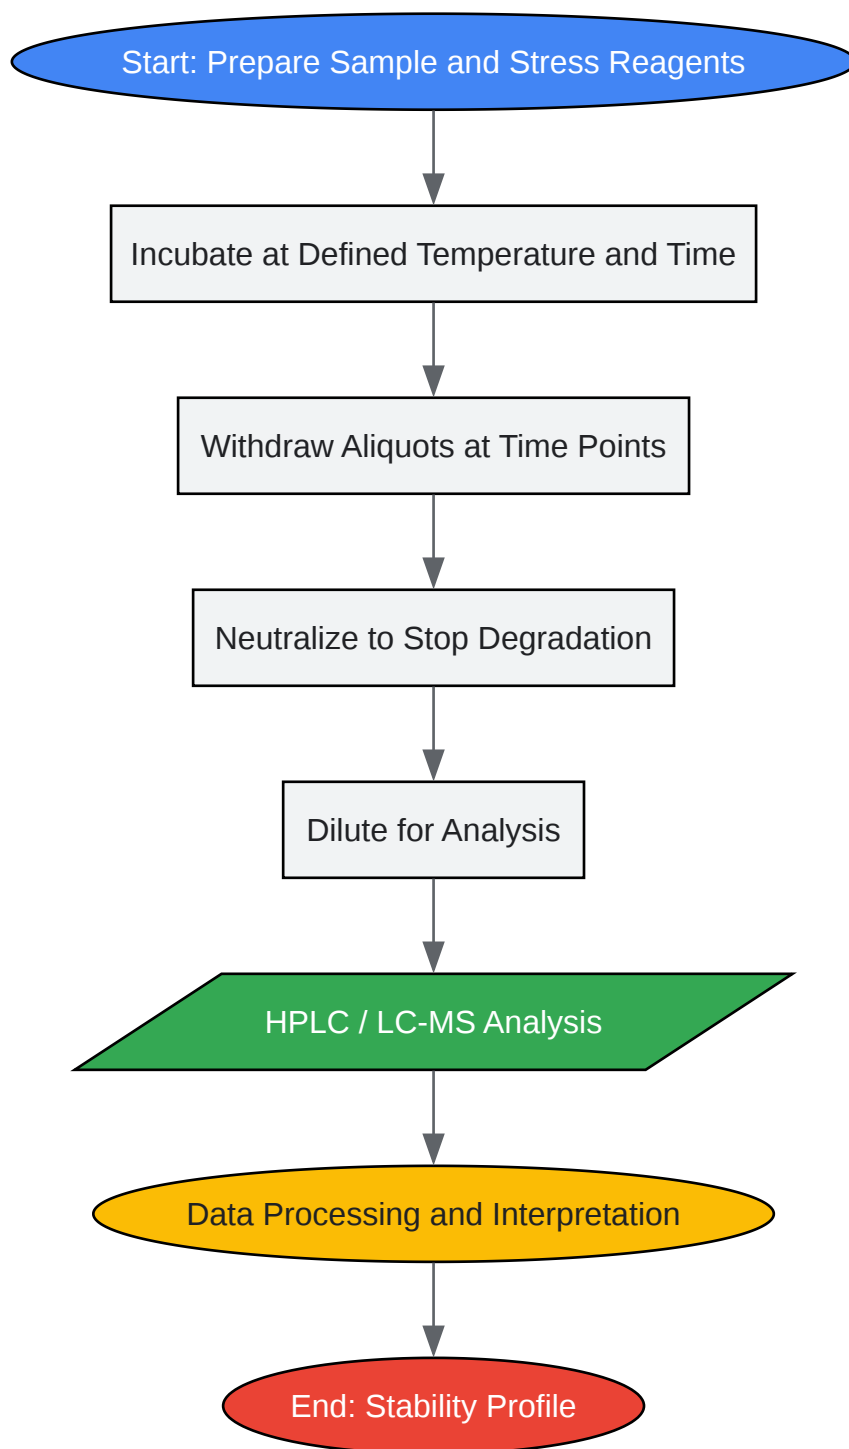 Start: Prepare Sample and Stress Reagents
Incubate at Defined Temperature and Time
Withdraw Aliquots at Time Points
Neutralize to Stop Degradation
Dilute for Analysis
HPLC / LC-MS Analysis
Data Processing and Interpretation
End: Stability Profile